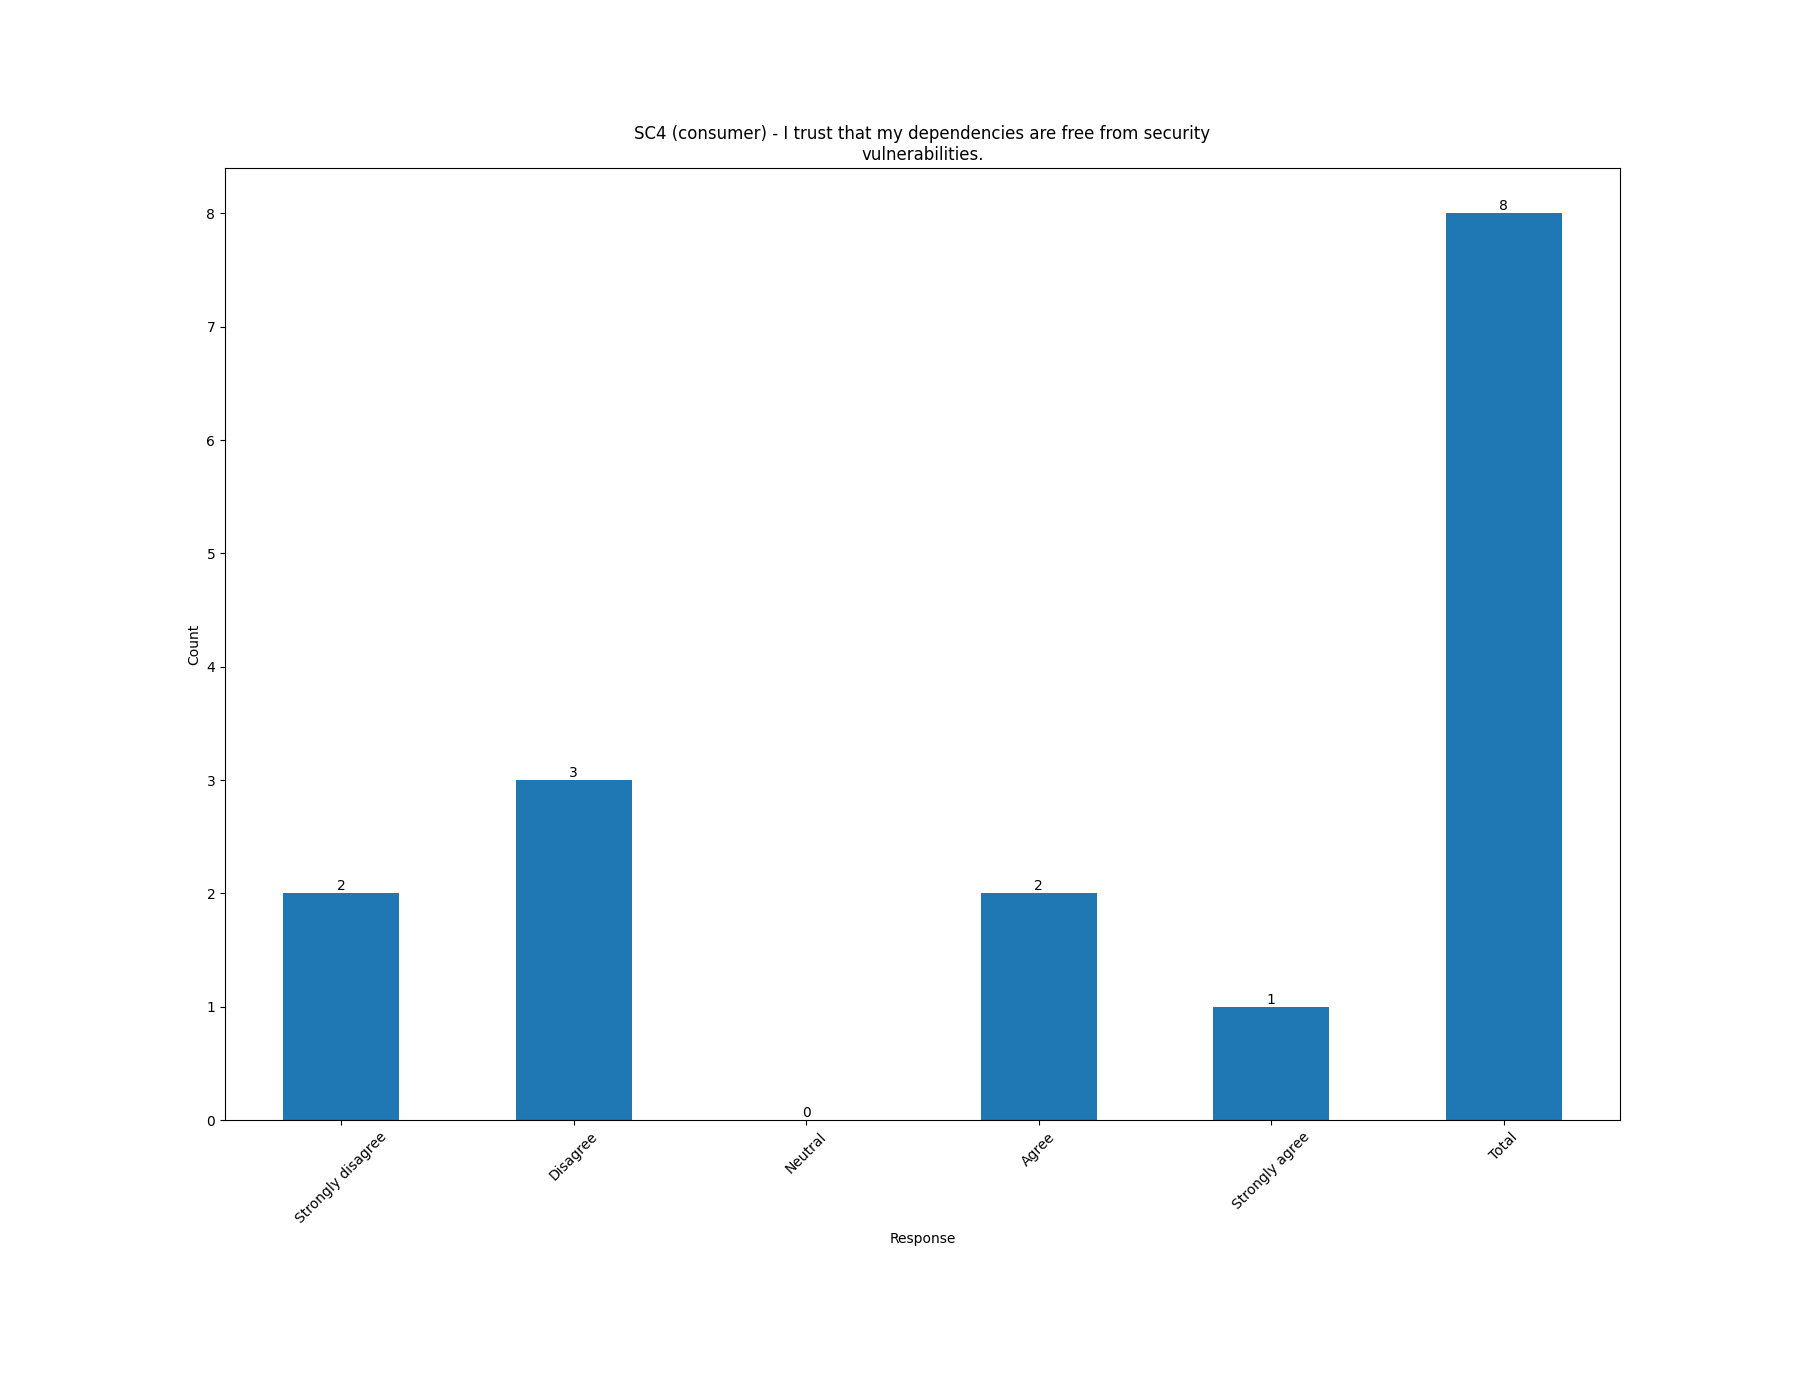 SC4 (consumer) - I trust that my dependencies are free from security
vulnerabilities.
8
7
6
5
4
3
2
1
0
Count
2
3
0
2
1
8
Strongly disagree
Disagree
Neutral
Agree
Strongly agree
Total
Response